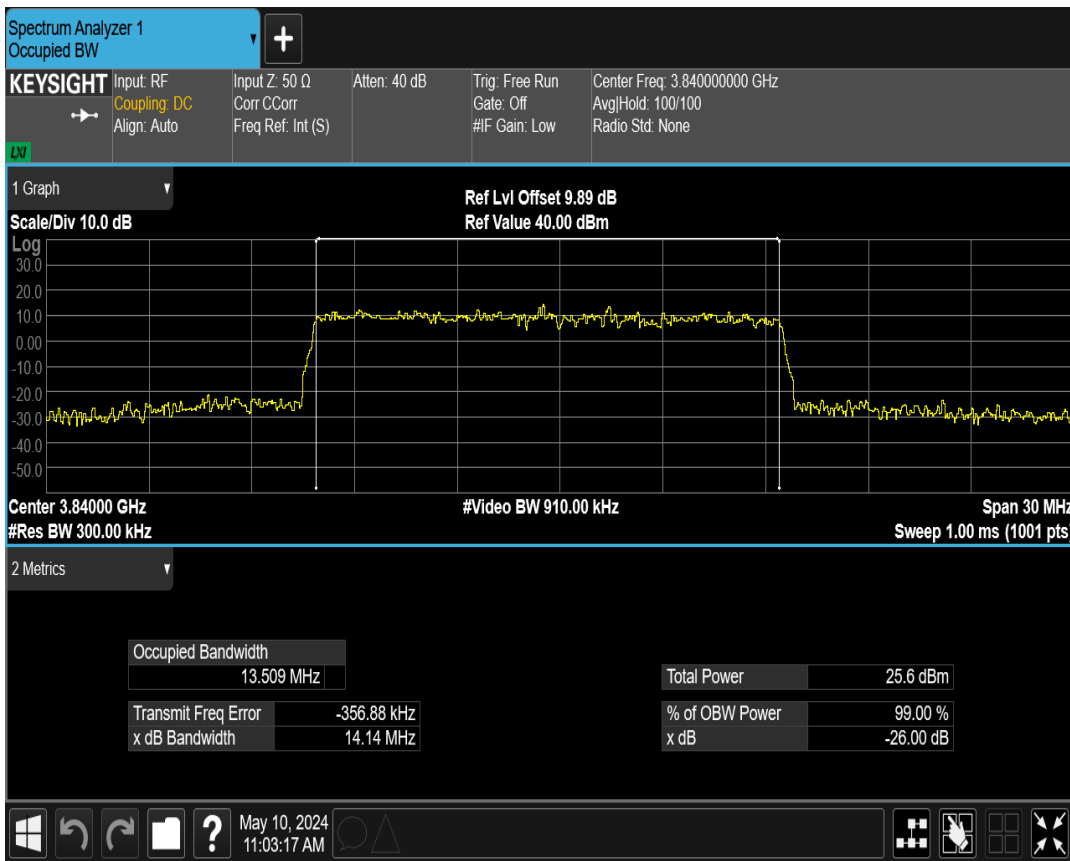 Spectrum Analyzer 1
Occupied BW
KEYSIGHT
Input: RF
Coupling: DC
Align: Auto
Input Z: 50 Ω
Corr CCorr
Freq Ref: Int (S)
Atten: 40 dB
Trig: Free Run
Gate: Off
#IF Gain: Low
Center Freq: 3.840000000 GHz
Avg|Hold: 100/100
Radio Std: None
LXI
1 Graph
Scale/Div 10.0 dB
Ref Lvl Offset 9.89 dB
Ref Value 40.00 dBm
Log
30.0
20.0
10.0
0.00
-10.0
-20.0
-30.0
-40.0
-50.0
Center 3.84000 GHz
#Video BW 910.00 kHz
Span 30 MHz
#Res BW 300.00 kHz
Sweep 1.00 ms (1001 pts)
2 Metrics
Occupied Bandwidth
13.509 MHz
Total Power 25.6 dBm
Transmit Freq Error -356.88 kHz
% of OBW Power 99.00 %
x dB Bandwidth 14.14 MHz
x dB -26.00 dB
?
May 10, 2024
11:03:17 AM